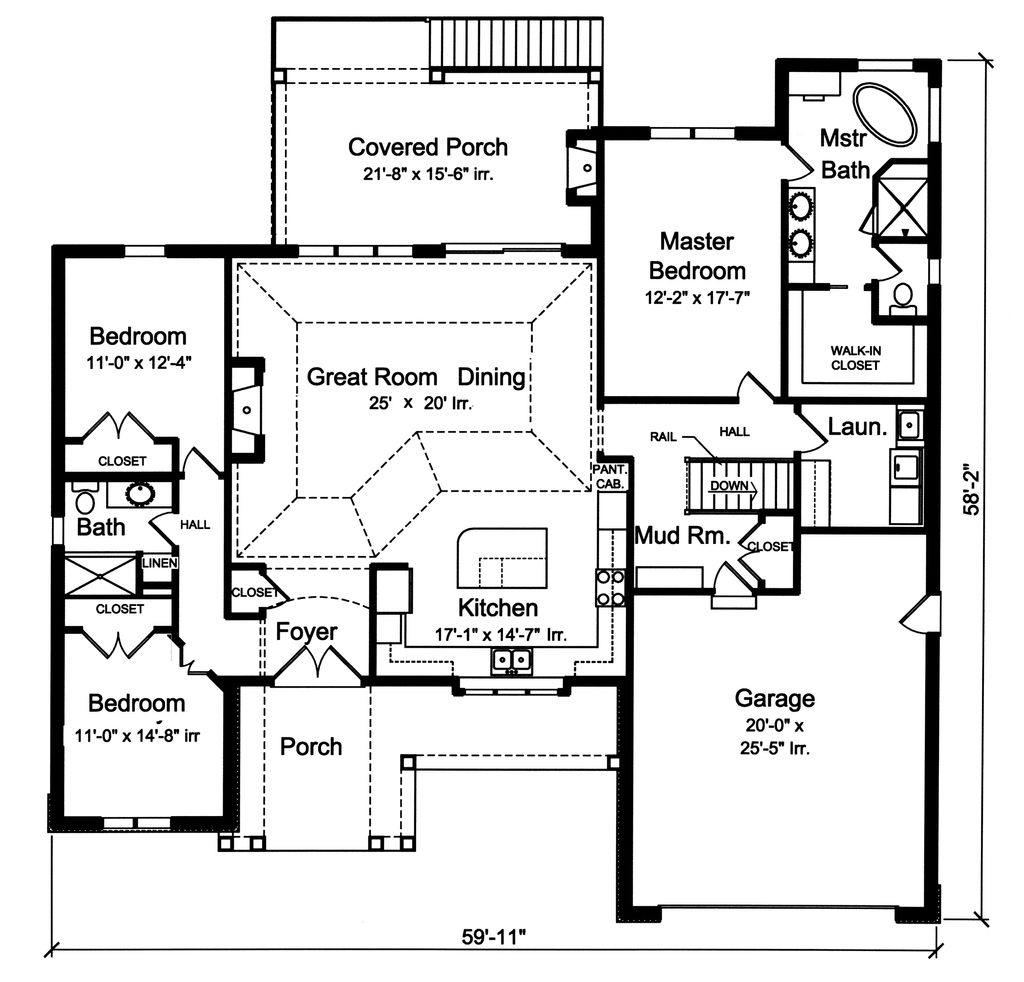 Covered Porch
21'-8" x 15'-6" irr.
Mstr
Bath
Master
Bedroom
12'-2" x 17'-7"
WALK-IN
CLOSET
Bedroom
11'-0" x 12'-4"
CLOSET
Great Room Dining
25' x 20' Irr.
HALL
RAIL
Laun.
PANT.
CAB.
DOWN
Bath
HALL
LINEN
Mud Rm.
CLOSET
58'-2"
CLOSET
CLOSET
Foyer
Kitchen
17'-1" x 14'-7" Irr.
Bedroom
11'-0" x 14'-8" irr
Porch
Garage
20'-0" x
25'-5" Irr.
59'-11"